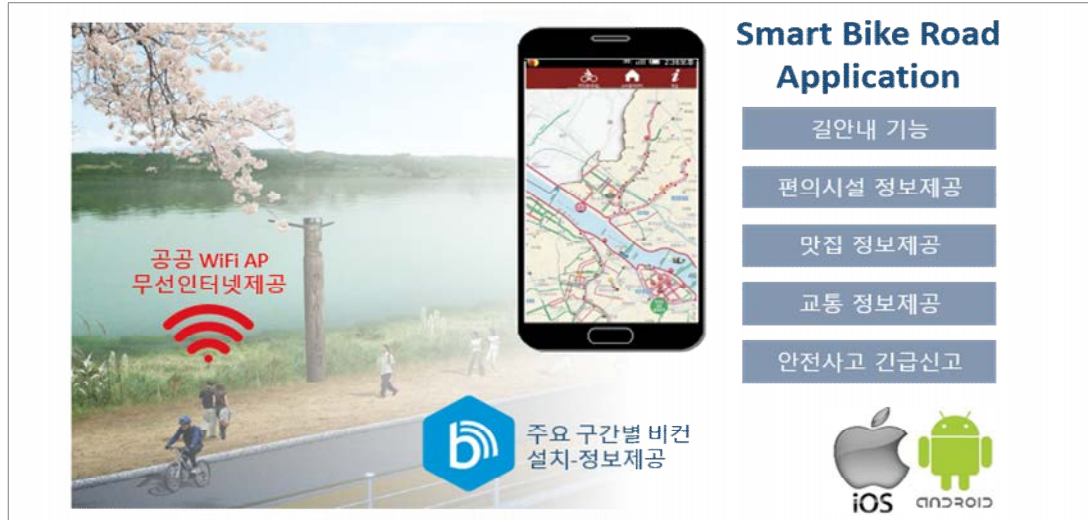 Smart Bike Road
Application
길안내 기능
편의시설 정보제공
맛집 정보제공
교통 정보제공
안전사고 긴급신고
공공 WiFi AP
무선인터넷제공
주요 구간별 비컨
설치-정보제공
iOS
ANDROID